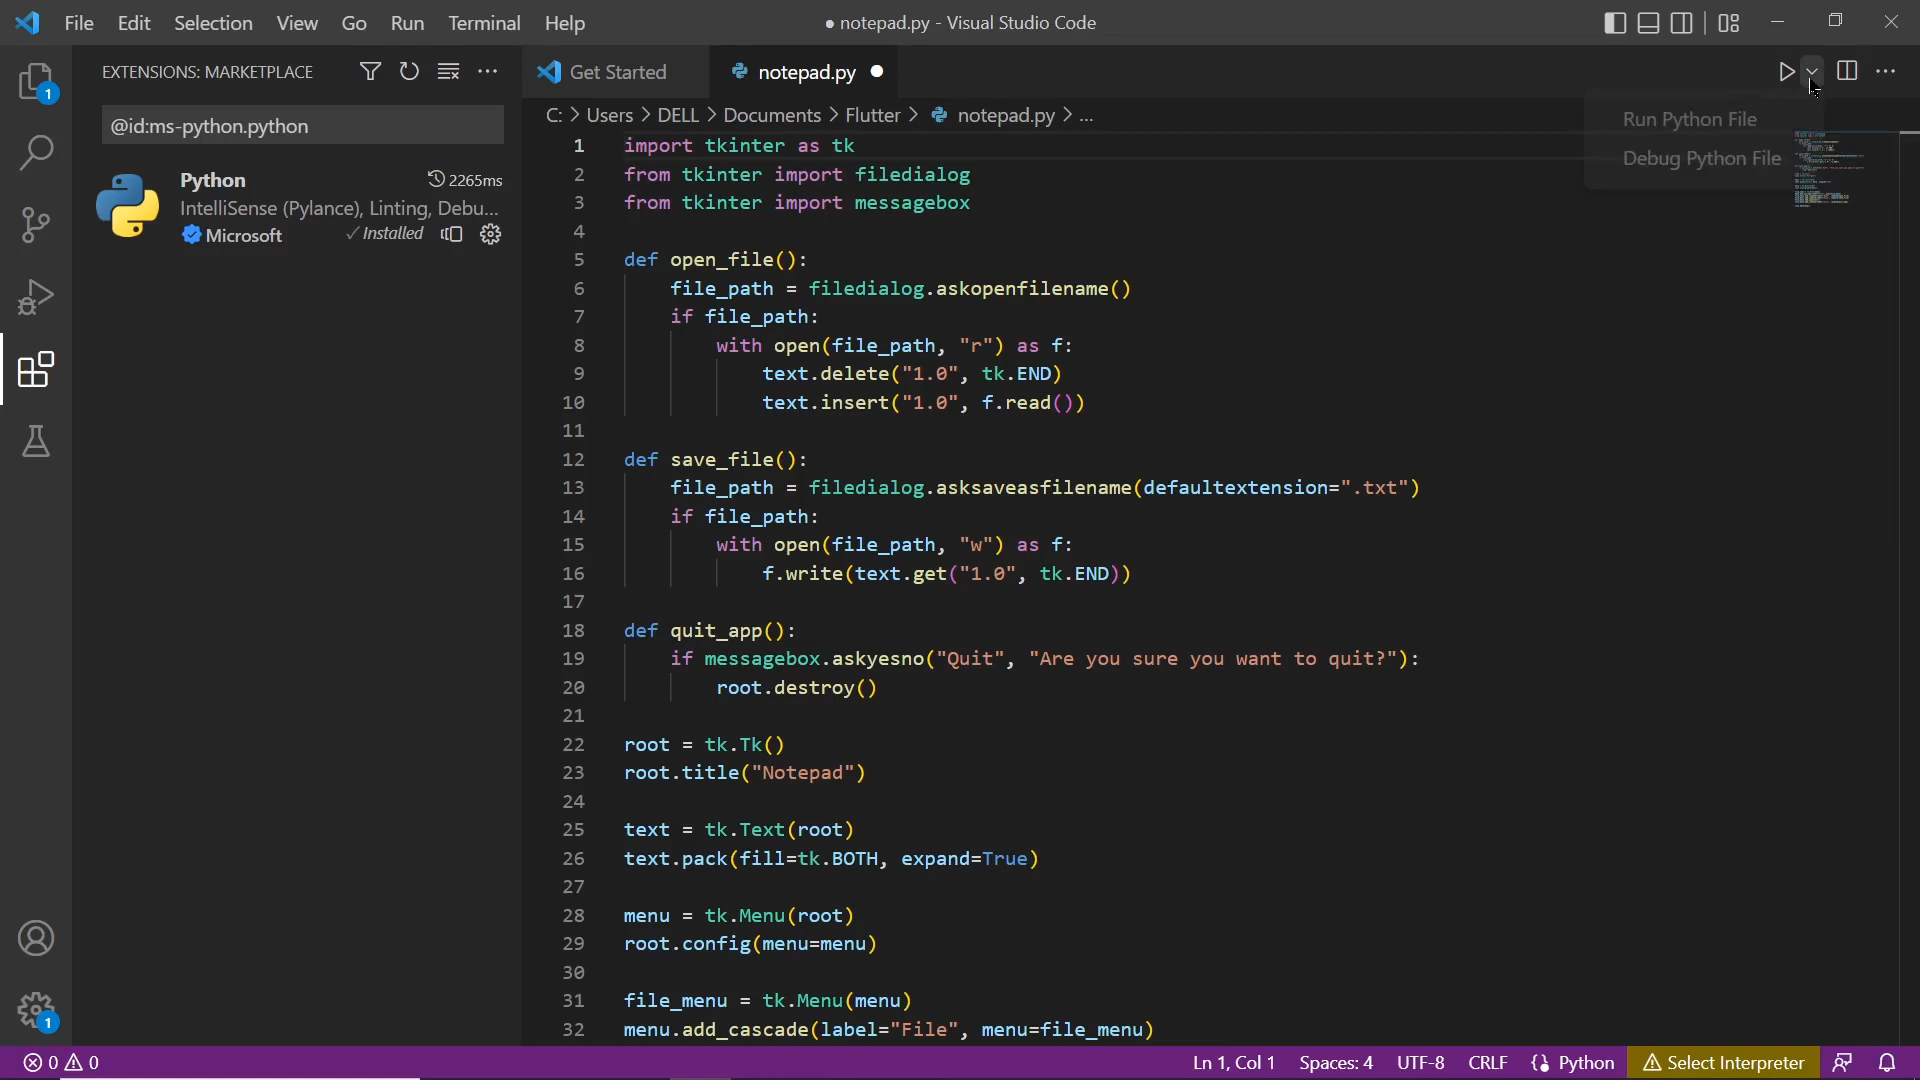 File Edit Selection View Go Run Terminal Help
● notepad.py - Visual Studio Code
EXTENSIONS: MARKETPLACE
@id:ms-python.python
Python 2265ms
IntelliSense (Pylance), Linting, Debu...
Microsoft ✓ Installed
1
1
Get Started
notepad.py ●
C: > Users > DELL > Documents > Flutter > notepad.py > ...
Run Python File
Debug Python File
1 import tkinter as tk
2 from tkinter import filedialog
3 from tkinter import messagebox
4
5 def open_file():
6 file_path = filedialog.askopenfilename()
7 if file_path:
8 with open(file_path, "r") as f:
9 text.delete("1.0", tk.END)
10 text.insert("1.0", f.read())
11
12 def save_file():
13 file_path = filedialog.asksaveasfilename(defaultextension=".txt")
14 if file_path:
15 with open(file_path, "w") as f:
16 f.write(text.get("1.0", tk.END))
17
18 def quit_app():
19 if messagebox.askyesno("Quit", "Are you sure you want to quit?"):
20 root.destroy()
21
22 root = tk.Tk()
23 root.title("Notepad")
24
25 text = tk.Text(root)
26 text.pack(fill=tk.BOTH, expand=True)
27
28 menu = tk.Menu(root)
29 root.config(menu=menu)
30
31 file_menu = tk.Menu(menu)
32 menu.add_cascade(label="File", menu=file_menu)
0 0
Ln 1, Col 1 Spaces: 4 UTF-8 CRLF Python Select Interpreter